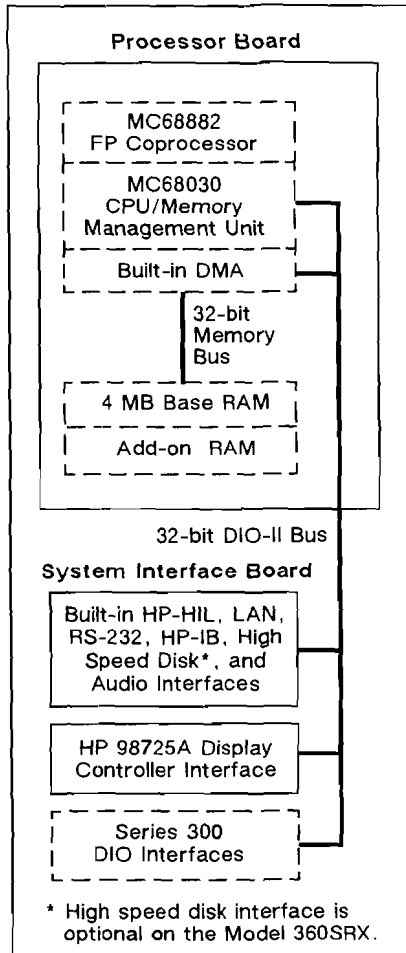 Processor Board
MC68882
FP Coprocessor
MC68030
CPU/Memory
Management Unit
Built-in DMA
32-bit
Memory
Bus
4 MB Base RAM
Add-on RAM
32-bit DIO-II Bus
System Interface Board
Built-in HP-HIL, LAN,
RS-232, HP-IB, High
Speed Disk*, and
Audio Interfaces
HP 98725A Display
Controller Interface
Series 300
DIO Interfaces
* High speed disk interface is
optional on the Model 360SRX.